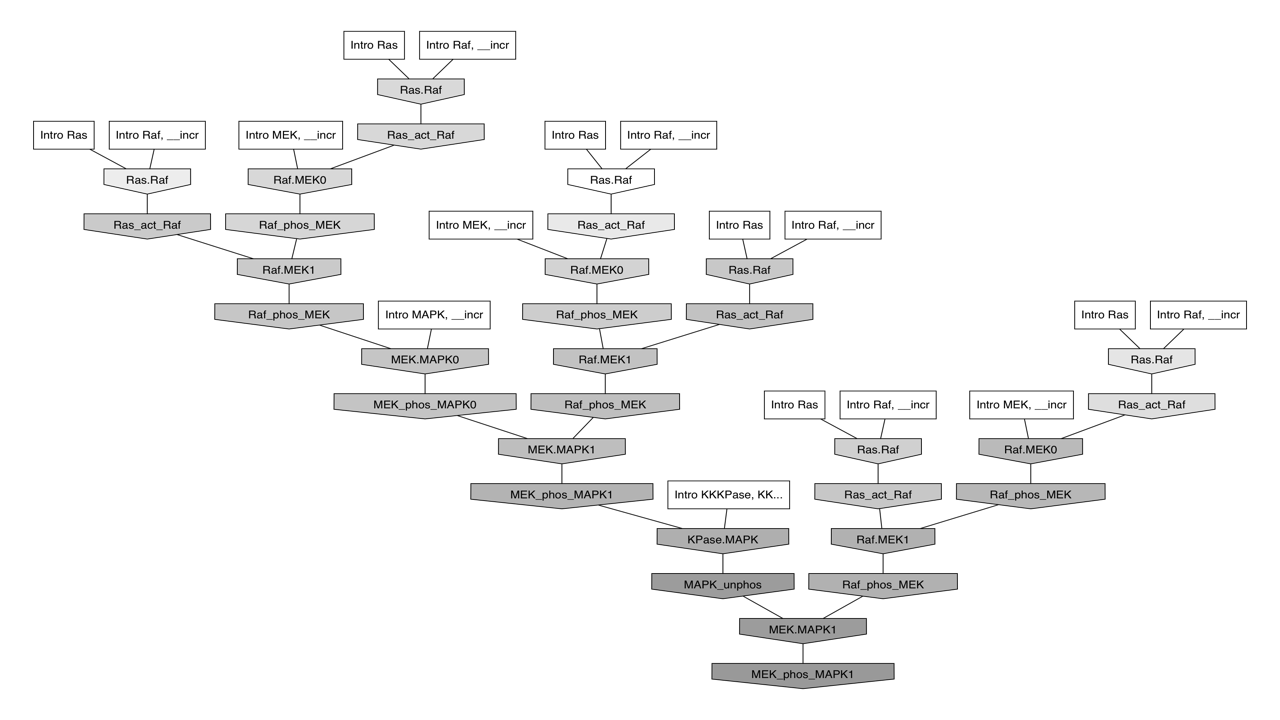 Intro Ras
Intro Raf, __incr
Ras.Raf
Intro Ras
Intro Raf, __incr
Intro MEK, __incr
Ras_act_Raf
Intro Ras
Intro Raf, __incr
Ras.Raf
Raf.MEK0
Ras.Raf
Ras_act_Raf
Raf_phos_MEK
Intro MEK, __incr
Ras_act_Raf
Intro Ras
Intro Raf, __incr
Raf.MEK1
Raf.MEK0
Ras.Raf
Raf_phos_MEK
Intro MAPK, __incr
Raf_phos_MEK
Ras_act_Raf
Intro Ras
Intro Raf, __incr
MEK.MAPK0
Raf.MEK1
Ras.Raf
MEK_phos_MAPK0
Raf_phos_MEK
Intro Ras
Intro Raf, __incr
Intro MEK, __incr
Ras_act_Raf
MEK.MAPK1
Ras.Raf
Raf.MEK0
MEK_phos_MAPK1
Intro KKKPase, KK...
Ras_act_Raf
Raf_phos_MEK
KPase.MAPK
Raf.MEK1
MAPK_unphos
Raf_phos_MEK
MEK.MAPK1
MEK_phos_MAPK1